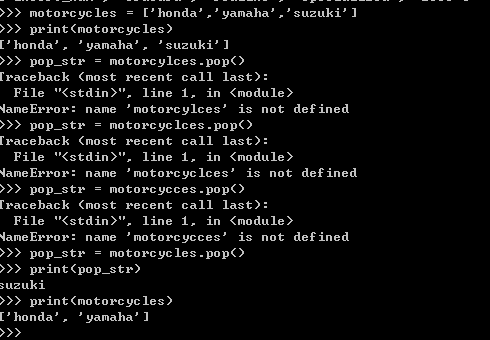 >>> motorcycles = ['honda','yamaha','suzuki']
>>> print(motorcycles)
['honda', 'yamaha', 'suzuki']
>>> pop_str = motorcylces.pop()
Traceback (most recent call last):
  File "<stdin>", line 1, in <module>
NameError: name 'motorcylces' is not defined
>>> pop_str = motorcyclces.pop()
Traceback (most recent call last):
  File "<stdin>", line 1, in <module>
NameError: name 'motorcyclces' is not defined
>>> pop_str = motorcycces.pop()
Traceback (most recent call last):
  File "<stdin>", line 1, in <module>
NameError: name 'motorcycces' is not defined
>>> pop_str = motorcycles.pop()
>>> print(pop_str)
suzuki
>>> print(motorcycles)
['honda', 'yamaha']
>>>